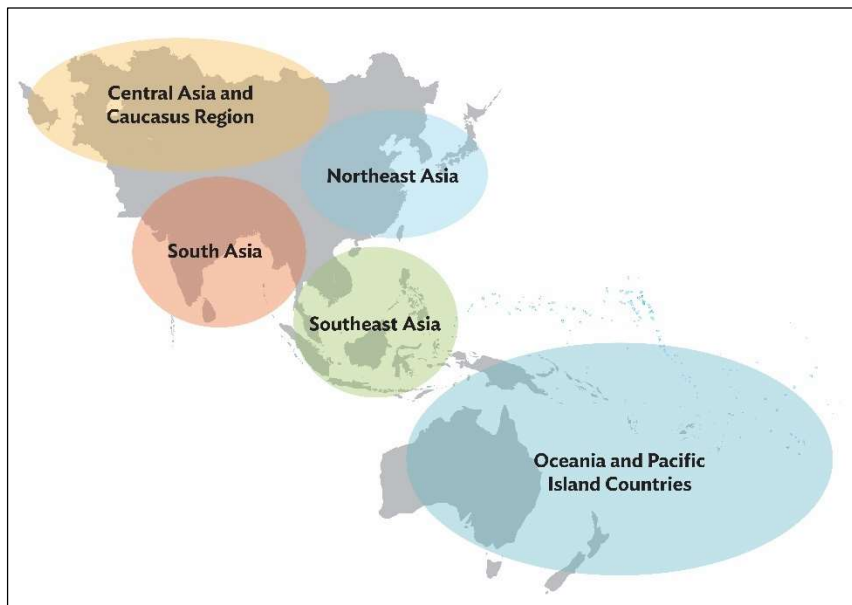 Central Asia and
Caucasus Region
Northeast Asia
South Asia
Southeast Asia
Oceania and Pacific
Island Countries